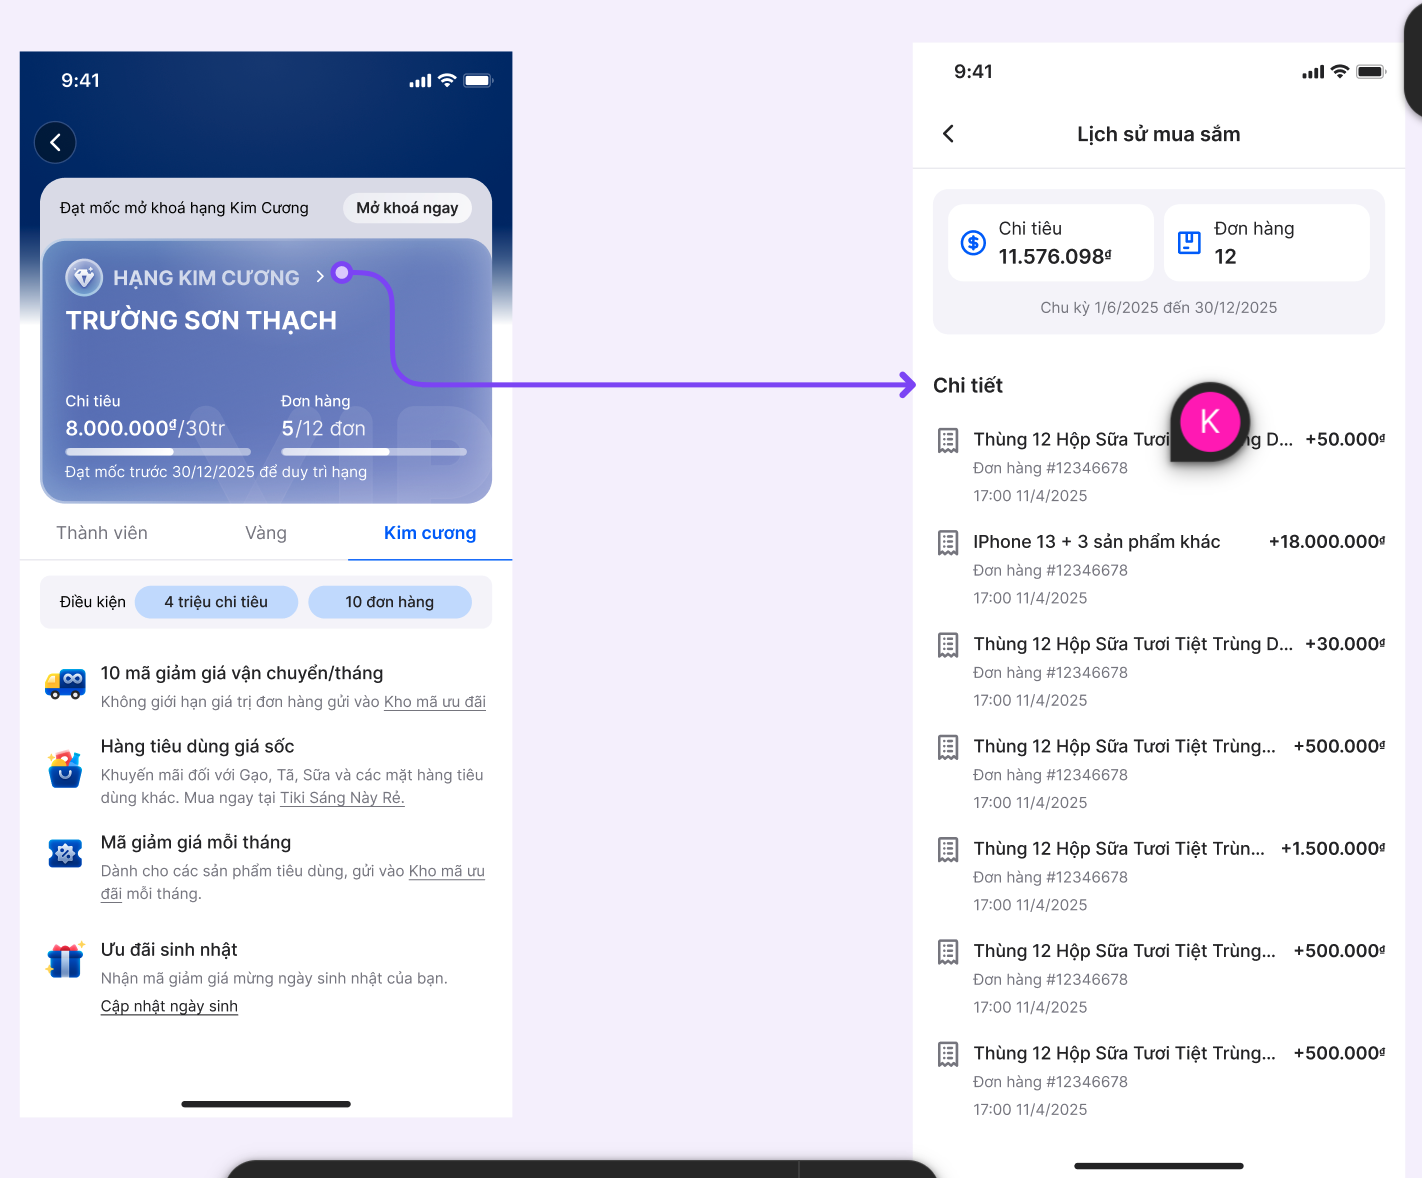 9:41
Đạt mốc mở khoá hạng Kim Cương
Mở khoá ngay
HẠNG KIM CƯƠNG
TRƯỜNG SƠN THẠCH
Chi tiêu
8.000.000đ/30tr
Đơn hàng
5/12 đơn
Đạt mốc trước 30/12/2025 để duy trì hạng
VIP
Thành viên
Vàng
Kim cương
Điều kiện
4 triệu chi tiêu
10 đơn hàng
10 mã giảm giá vận chuyển/tháng
Không giới hạn giá trị đơn hàng gửi vào Kho mã ưu đãi
Hàng tiêu dùng giá sốc
Khuyến mãi đối với Gạo, Tã, Sữa và các mặt hàng tiêu
dùng khác. Mua ngay tại Tiki Sáng Này Rẻ.
Mã giảm giá mỗi tháng
Dành cho các sản phẩm tiêu dùng, gửi vào Kho mã ưu
đãi mỗi tháng.
Ưu đãi sinh nhật
Nhận mã giảm giá mừng ngày sinh nhật của bạn.
Cập nhật ngày sinh
9:41
Lịch sử mua sắm
Chi tiêu
11.576.098đ
Đơn hàng
12
Chu kỳ 1/6/2025 đến 30/12/2025
Chi tiết
K
Thùng 12 Hộp Sữa Tươi ng D... +50.000đ
Đơn hàng #12346678
17:00 11/4/2025
IPhone 13 + 3 sản phẩm khác +18.000.000đ
Đơn hàng #12346678
17:00 11/4/2025
Thùng 12 Hộp Sữa Tươi Tiệt Trùng D... +30.000đ
Đơn hàng #12346678
17:00 11/4/2025
Thùng 12 Hộp Sữa Tươi Tiệt Trùng... +500.000đ
Đơn hàng #12346678
17:00 11/4/2025
Thùng 12 Hộp Sữa Tươi Tiệt Trùn... +1.500.000đ
Đơn hàng #12346678
17:00 11/4/2025
Thùng 12 Hộp Sữa Tươi Tiệt Trùng... +500.000đ
Đơn hàng #12346678
17:00 11/4/2025
Thùng 12 Hộp Sữa Tươi Tiệt Trùng... +500.000đ
Đơn hàng #12346678
17:00 11/4/2025